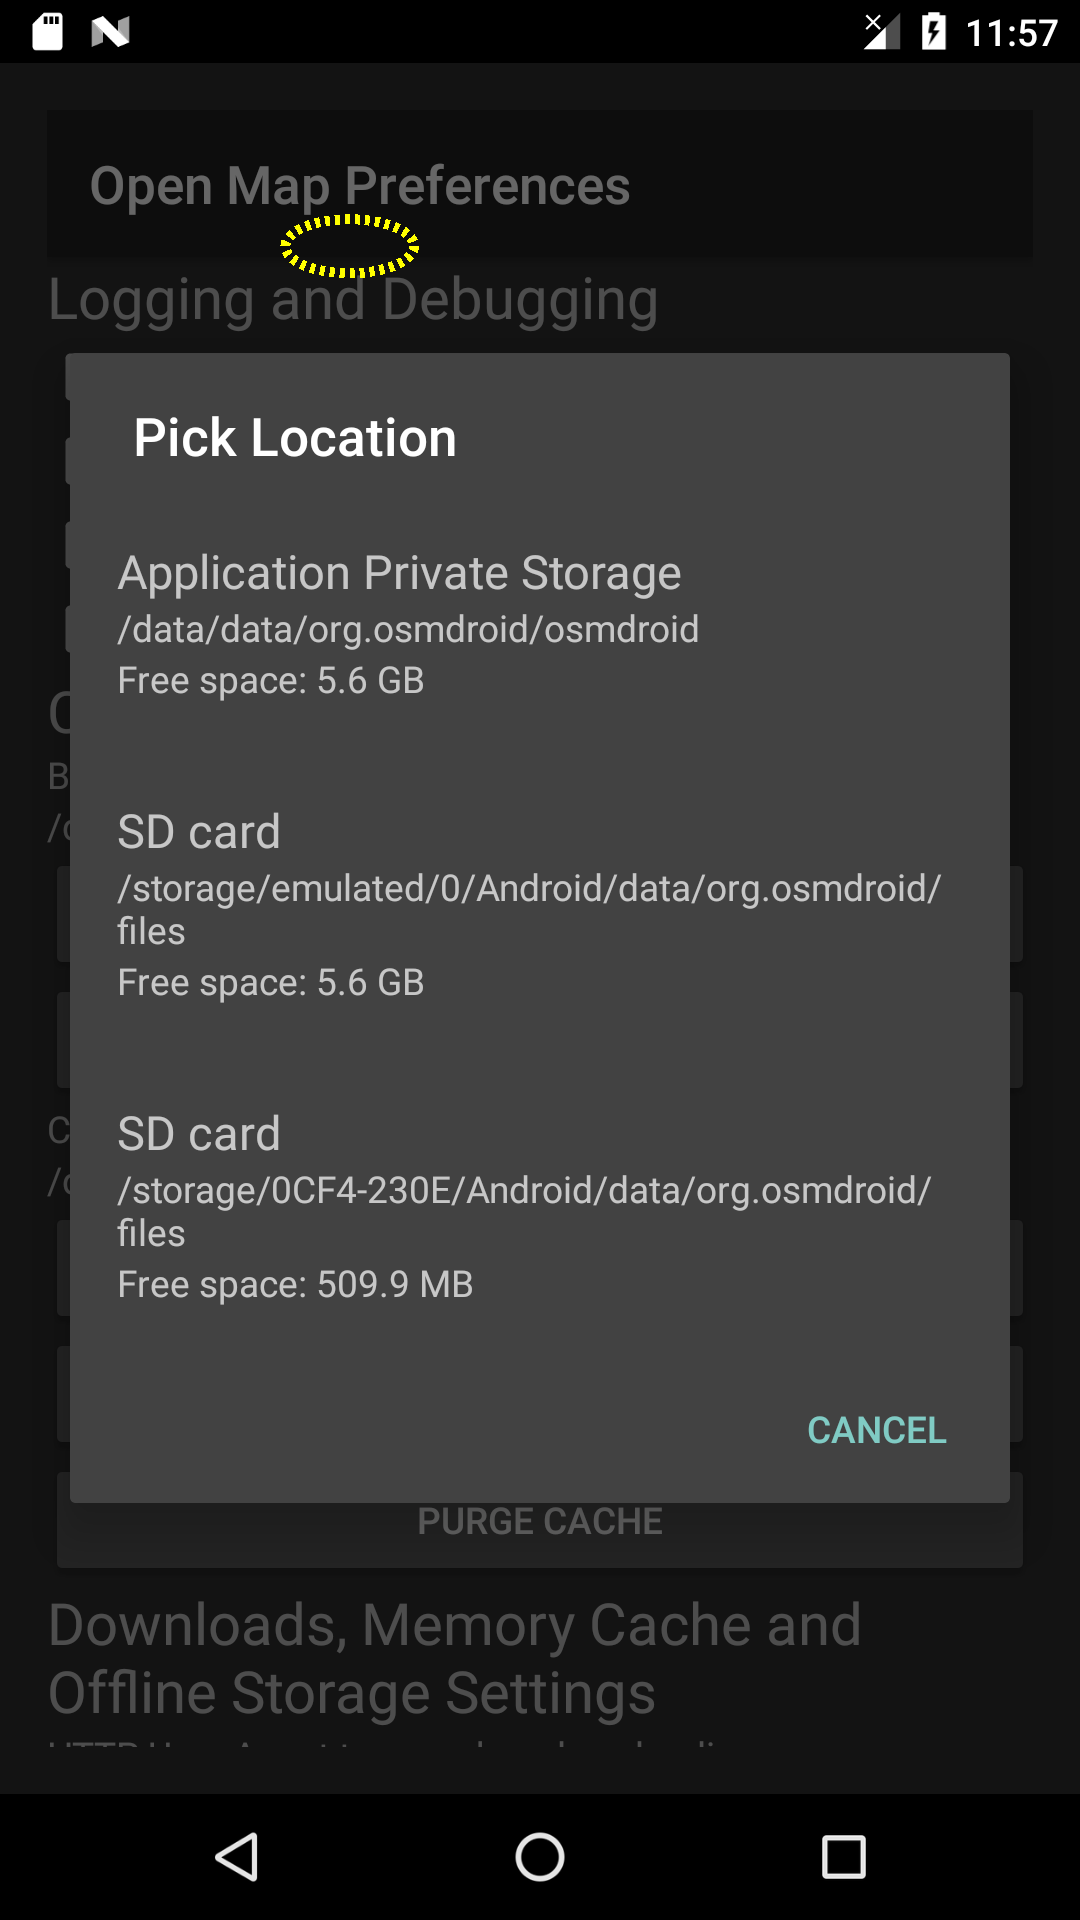 11:57
Open Map Preferences
Logging and Debugging
Pick Location
Application Private Storage
/data/data/org.osmdroid/osmdroid
Free space: 5.6 GB
SD card
/storage/emulated/0/Android/data/org.osmdroid/
files
Free space: 5.6 GB
SD card
/storage/0CF4-230E/Android/data/org.osmdroid/
files
Free space: 509.9 MB
CANCEL
PURGE CACHE
Downloads, Memory Cache and
Offline Storage Settings